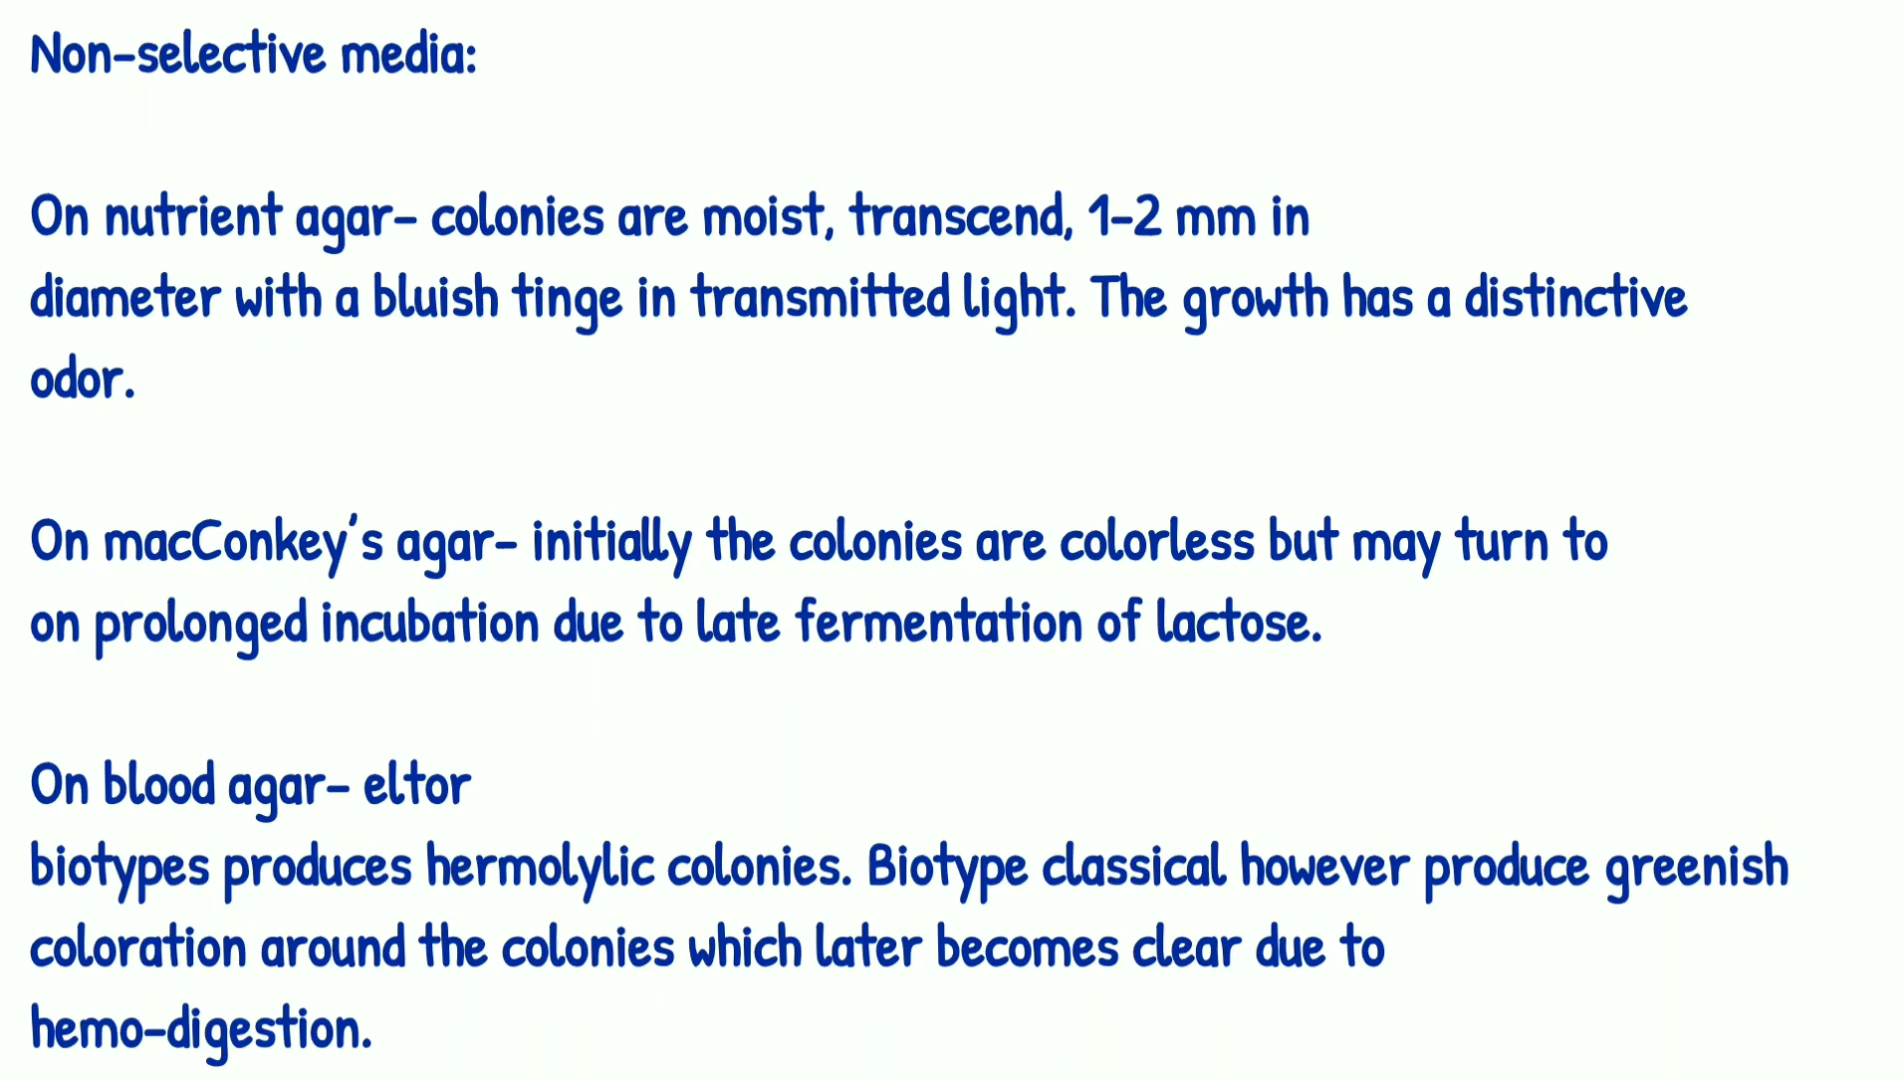 Non-selective media:
On nutrient agar- colonies are moist, transcend, 1-2 mm in
diameter with a bluish tinge in transmitted light. The growth has a distinctive
odor.
On macConkey's agar- initially the colonies are colorless but may turn to
on prolonged incubation due to late fermentation of lactose.
On blood agar- eltor
biotypes produces hermolylic colonies. Biotype classical however produce greenish
coloration around the colonies which later becomes clear due to
hemo-digestion.